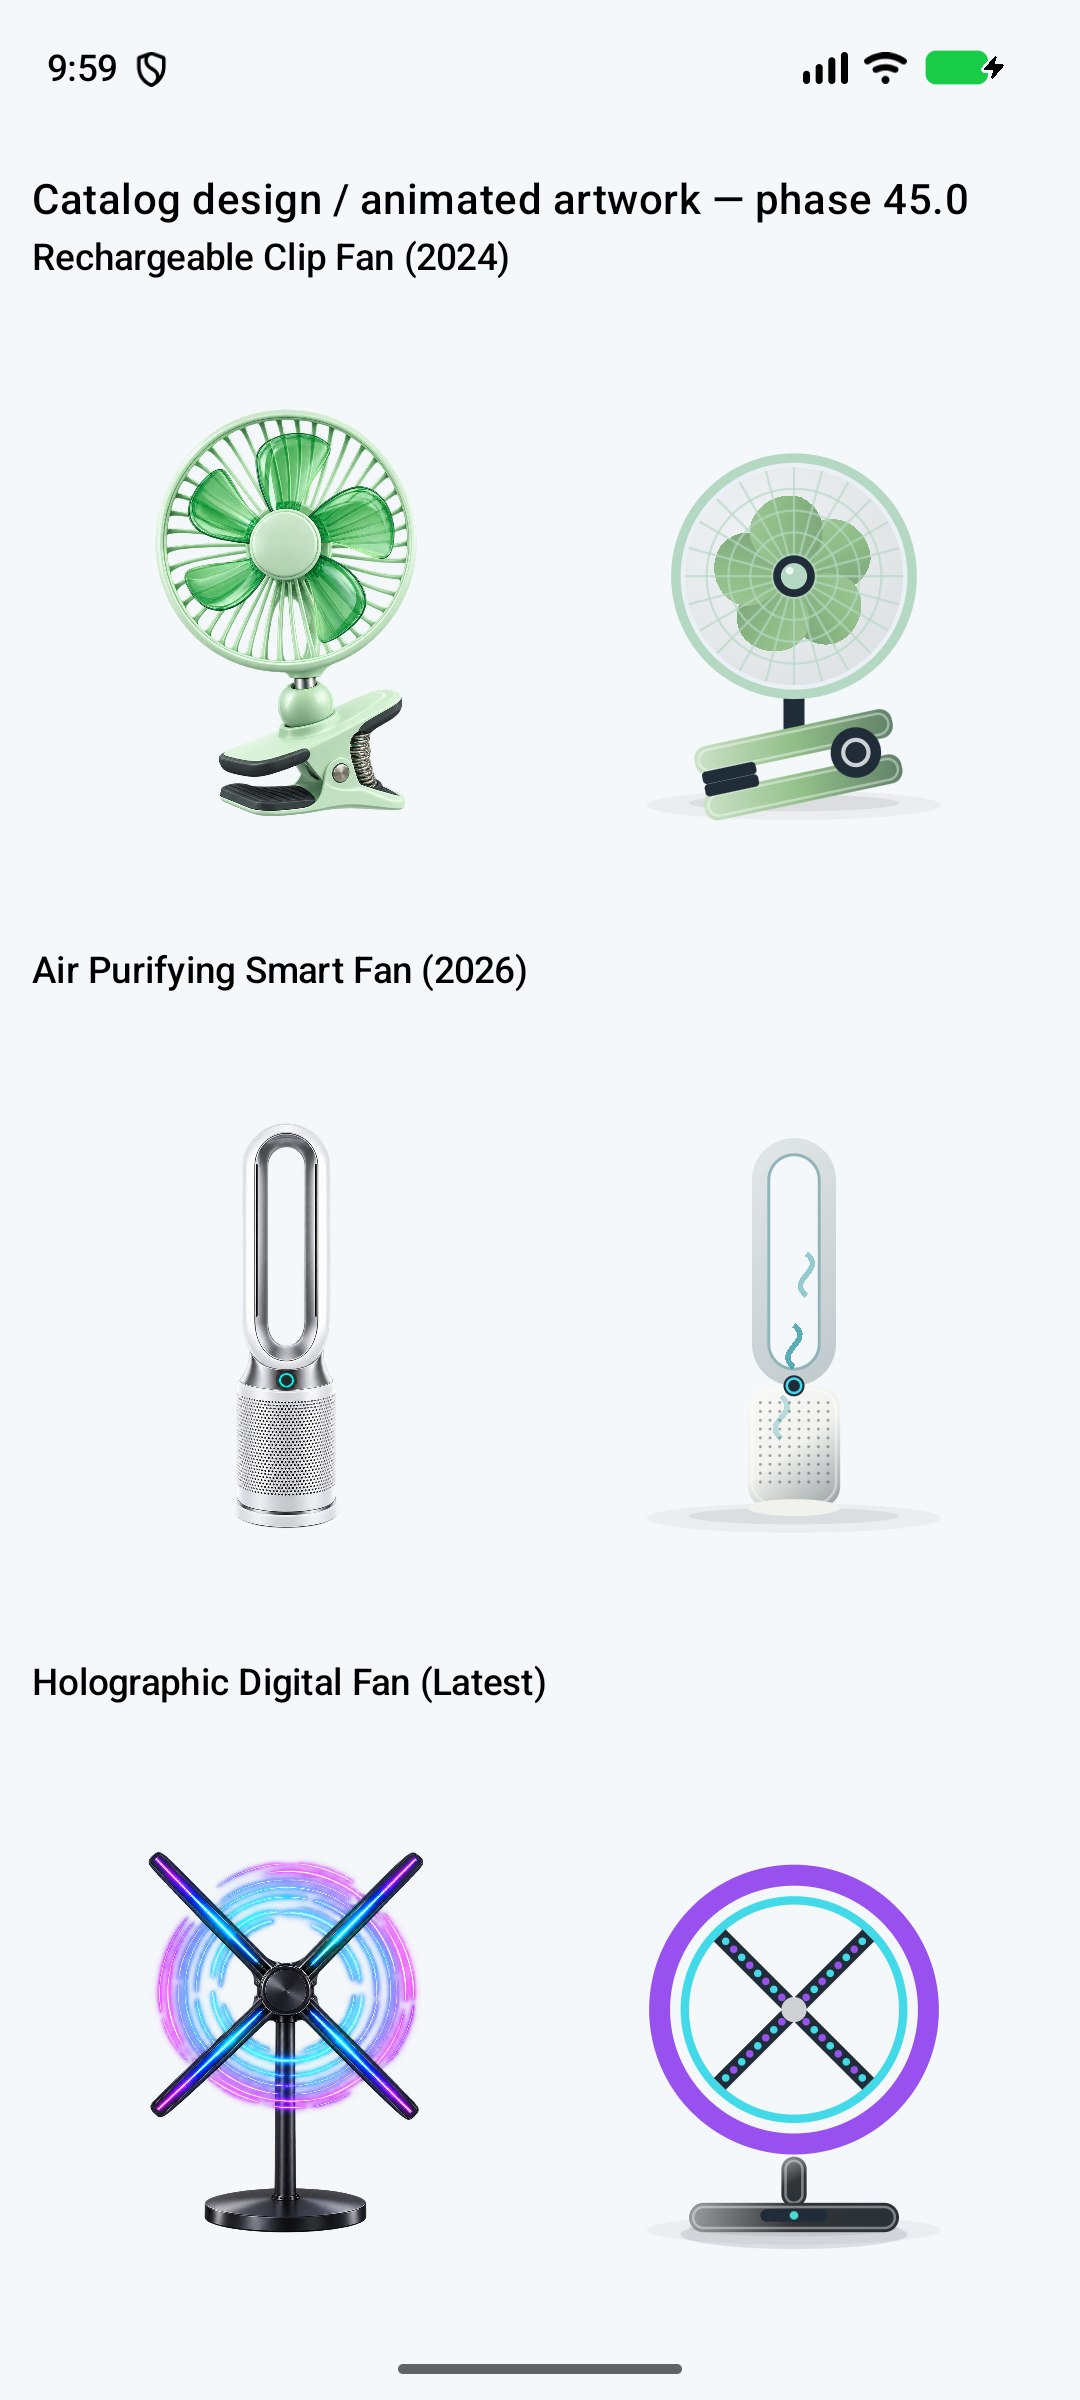 9:59
Catalog design / animated artwork — phase 45.0
Rechargeable Clip Fan (2024)
Air Purifying Smart Fan (2026)
Holographic Digital Fan (Latest)